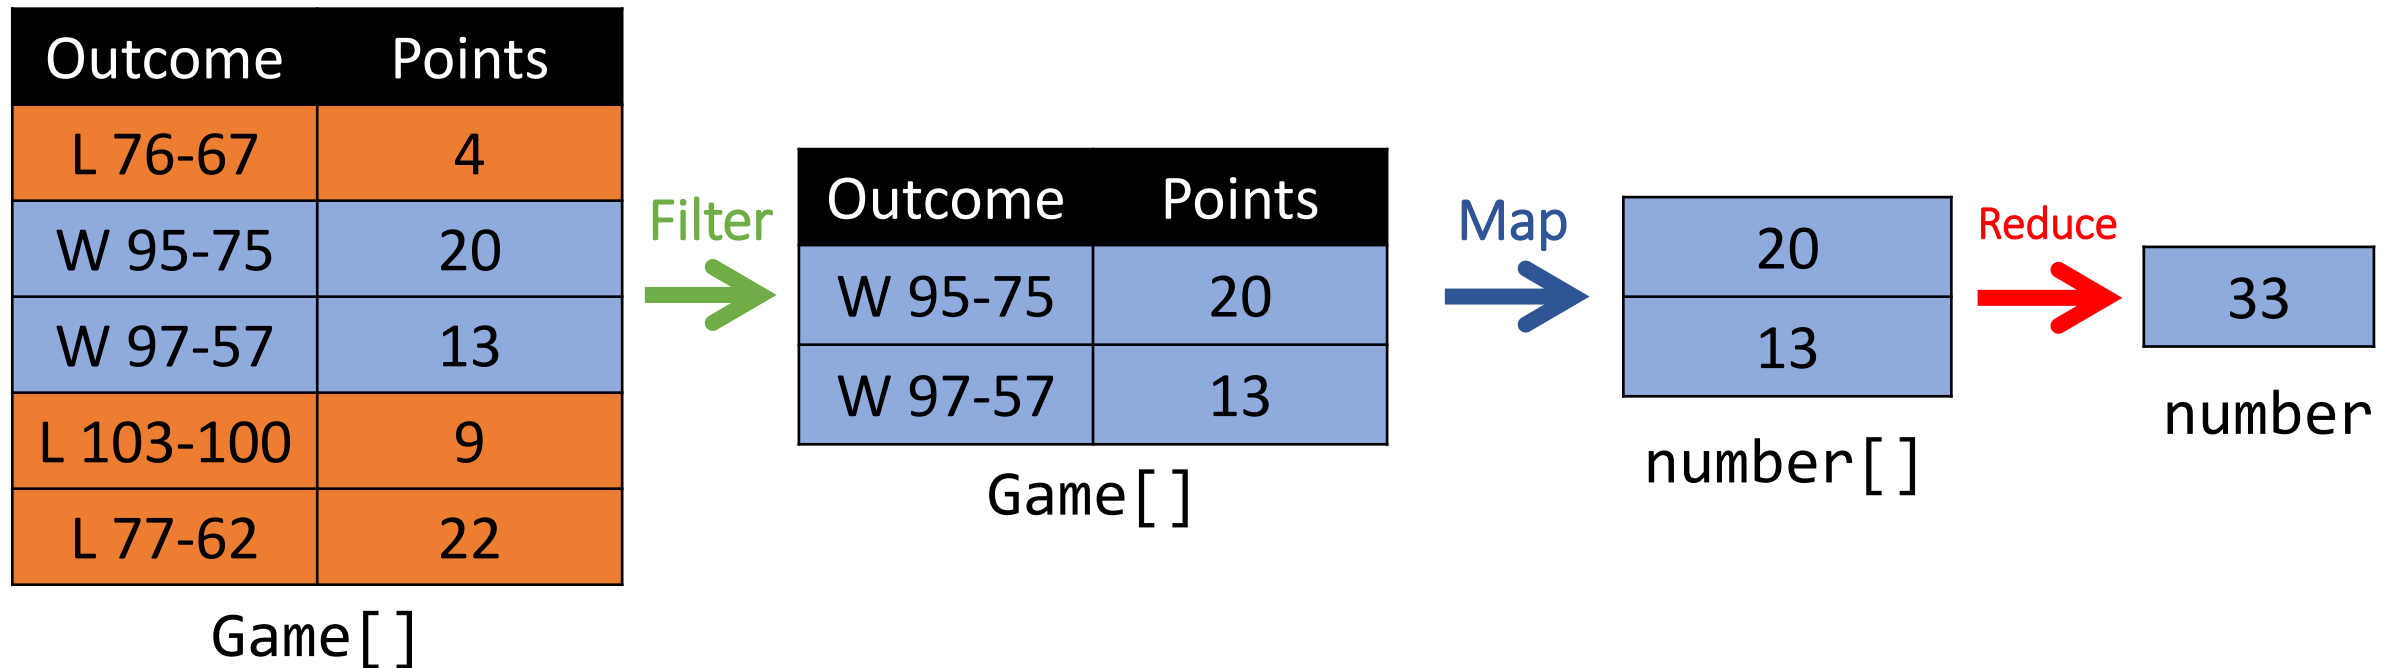 Outcome Points
L 76-67 4
W 95-75 20
W 97-57 13
L 103-100 9
L 77-62 22
Game[]
Filter
Outcome Points
W 95-75 20
W 97-57 13
Game[]
Map
20
13
number[]
Reduce
33
number